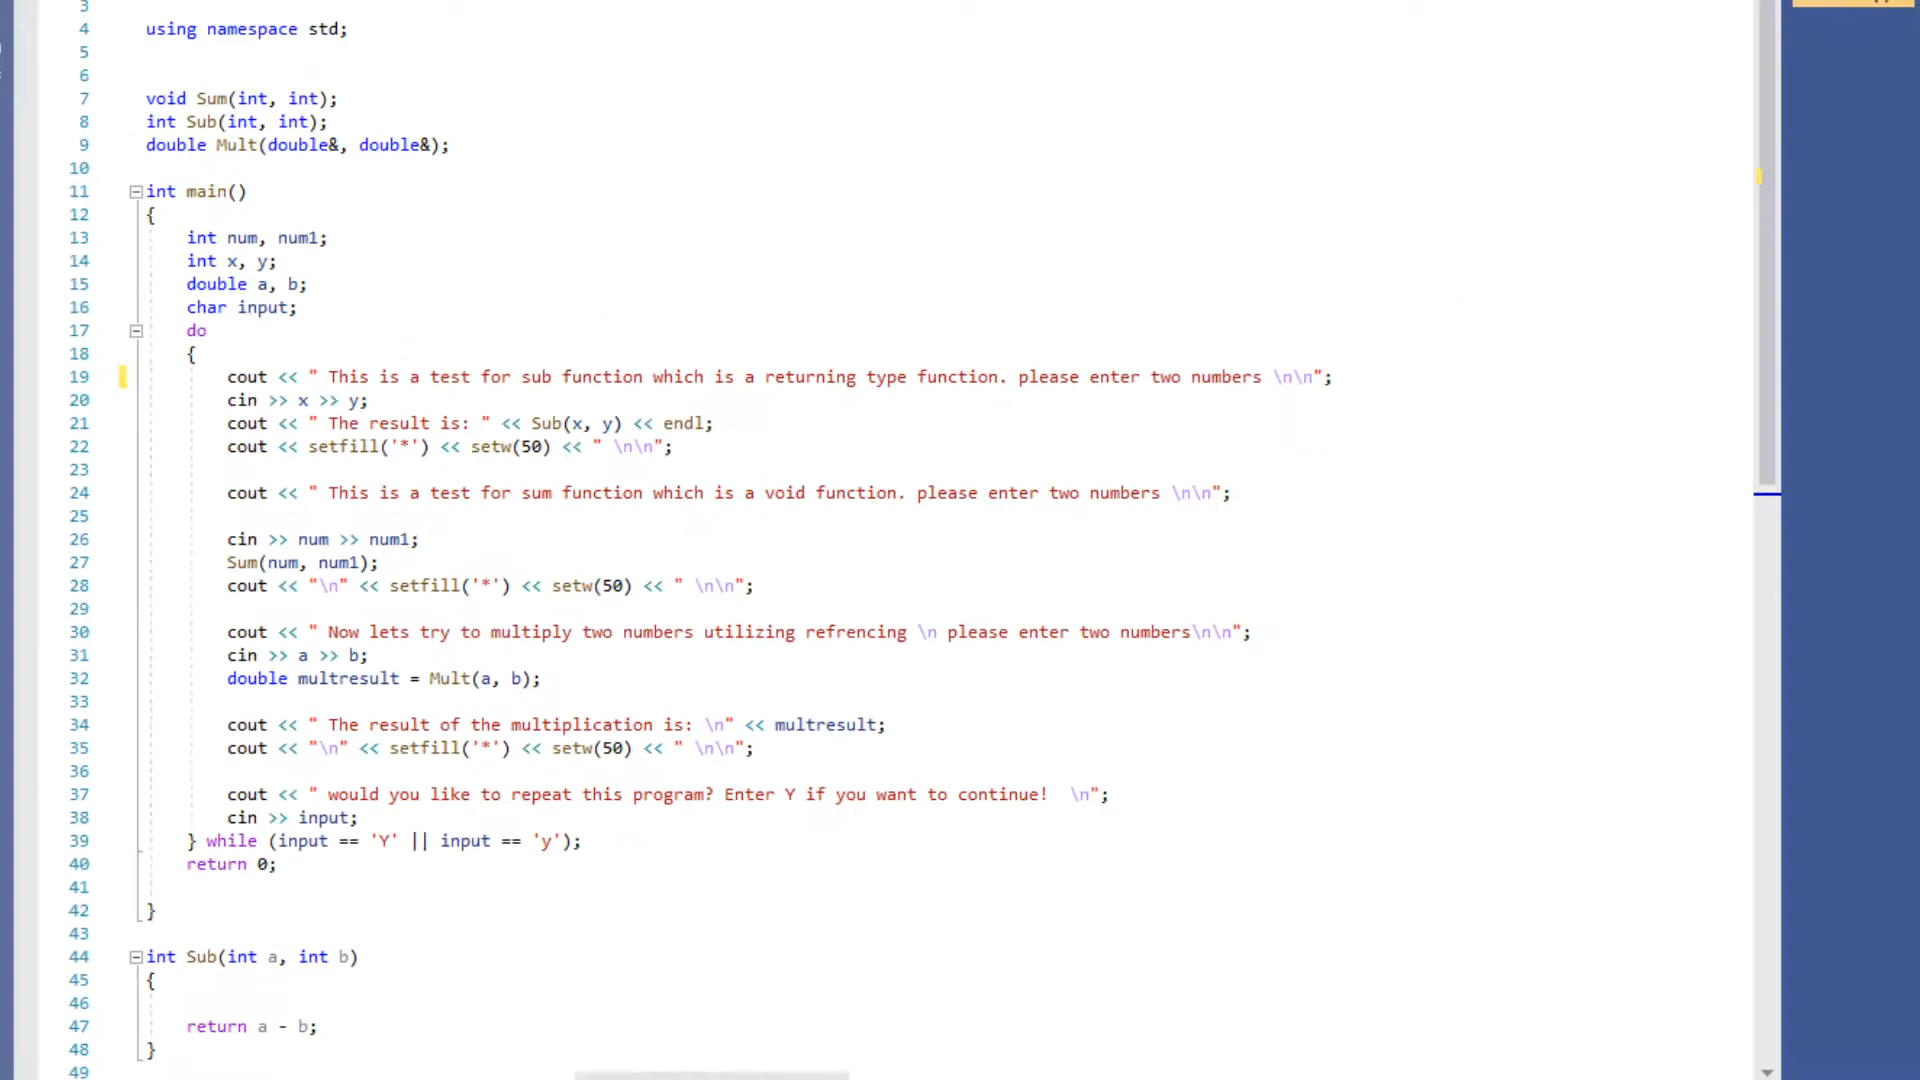 3
4 using namespace std;
5
6
7 void Sum(int, int);
8 int Sub(int, int);
9 double Mult(double&, double&);
10
11 int main()
12 {
13 int num, num1;
14 int x, y;
15 double a, b;
16 char input;
17 do
18 {
19 cout << " This is a test for sub function which is a returning type function. please enter two numbers \n\n";
20 cin >> x >> y;
21 cout << " The result is: " << Sub(x, y) << endl;
22 cout << setfill('*') << setw(50) << " \n\n";
23
24 cout << " This is a test for sum function which is a void function. please enter two numbers \n\n";
25
26 cin >> num >> num1;
27 Sum(num, num1);
28 cout << "\n" << setfill('*') << setw(50) << " \n\n";
29
30 cout << " Now lets try to multiply two numbers utilizing refrencing \n please enter two numbers\n\n";
31 cin >> a >> b;
32 double multresult = Mult(a, b);
33
34 cout << " The result of the multiplication is: \n" << multresult;
35 cout << "\n" << setfill('*') << setw(50) << " \n\n";
36
37 cout << " would you like to repeat this program? Enter Y if you want to continue!  \n";
38 cin >> input;
39 } while (input == 'Y' || input == 'y');
40 return 0;
41
42 }
43
44 int Sub(int a, int b)
45 {
46
47 return a - b;
48 }
49